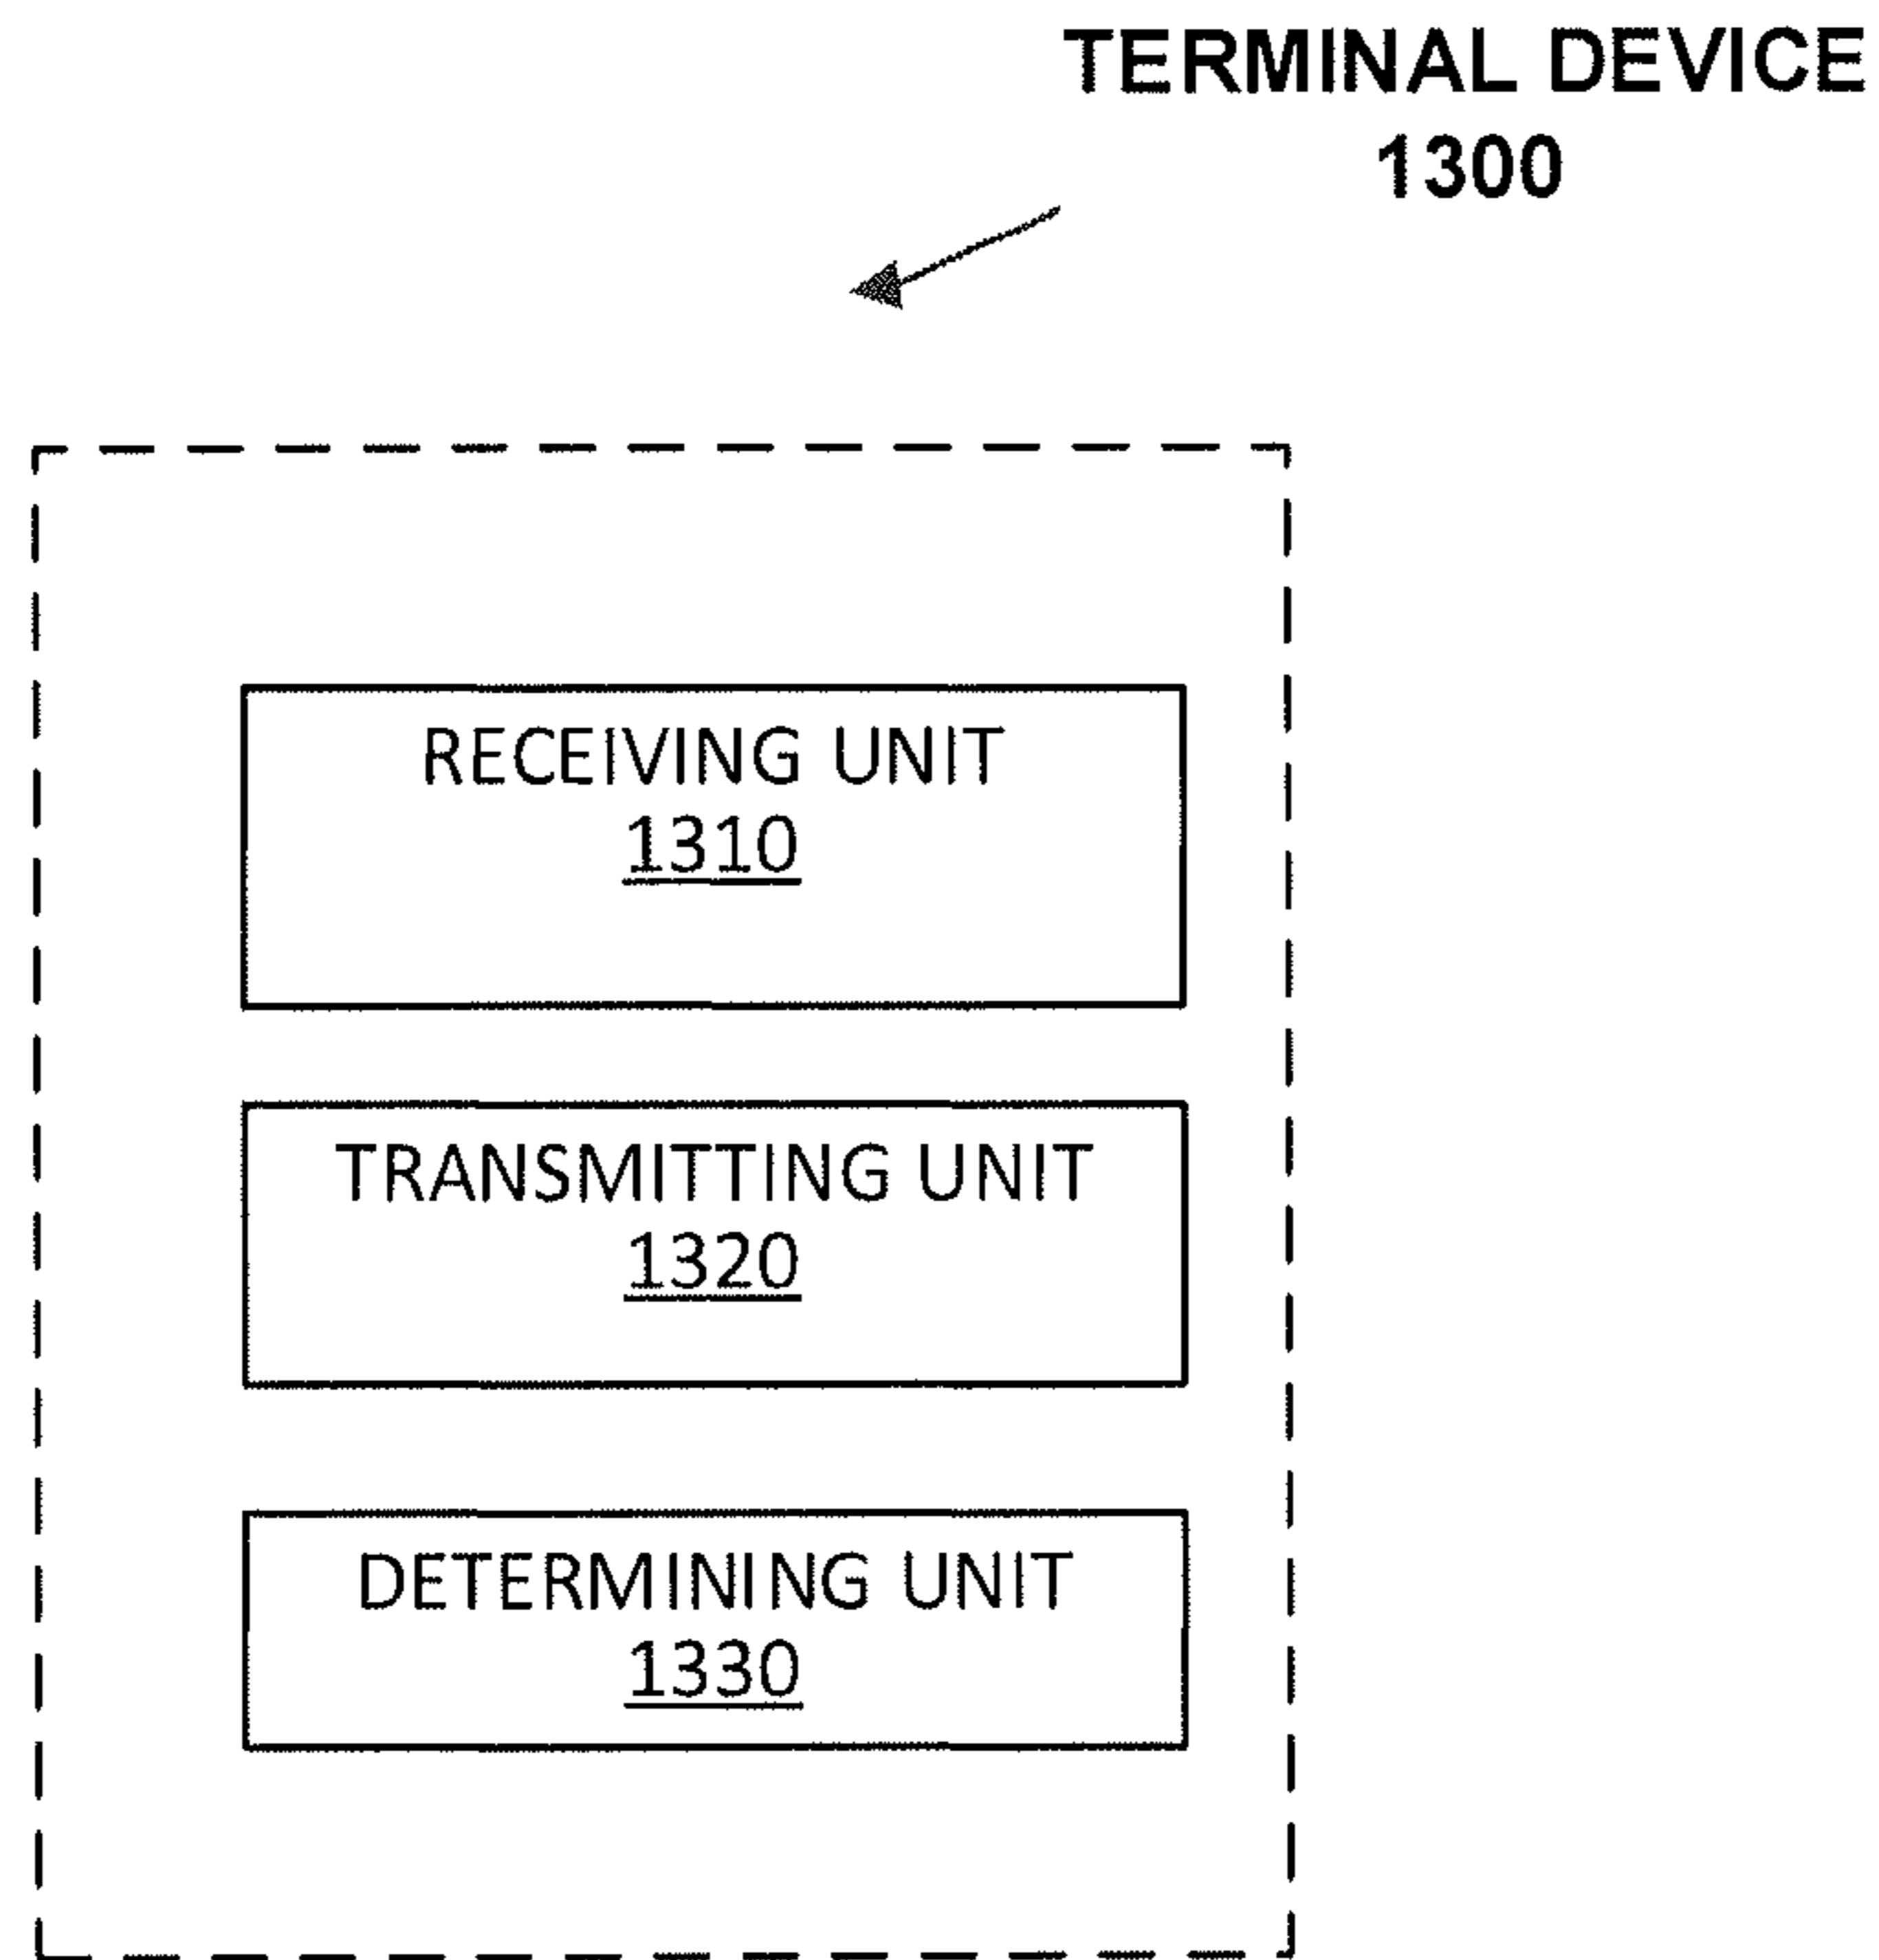 TERMINAL DEVICE
1300
RECEIVING UNIT
1310
TRANSMITTING UNIT
1320
DETERMINING UNIT
1330